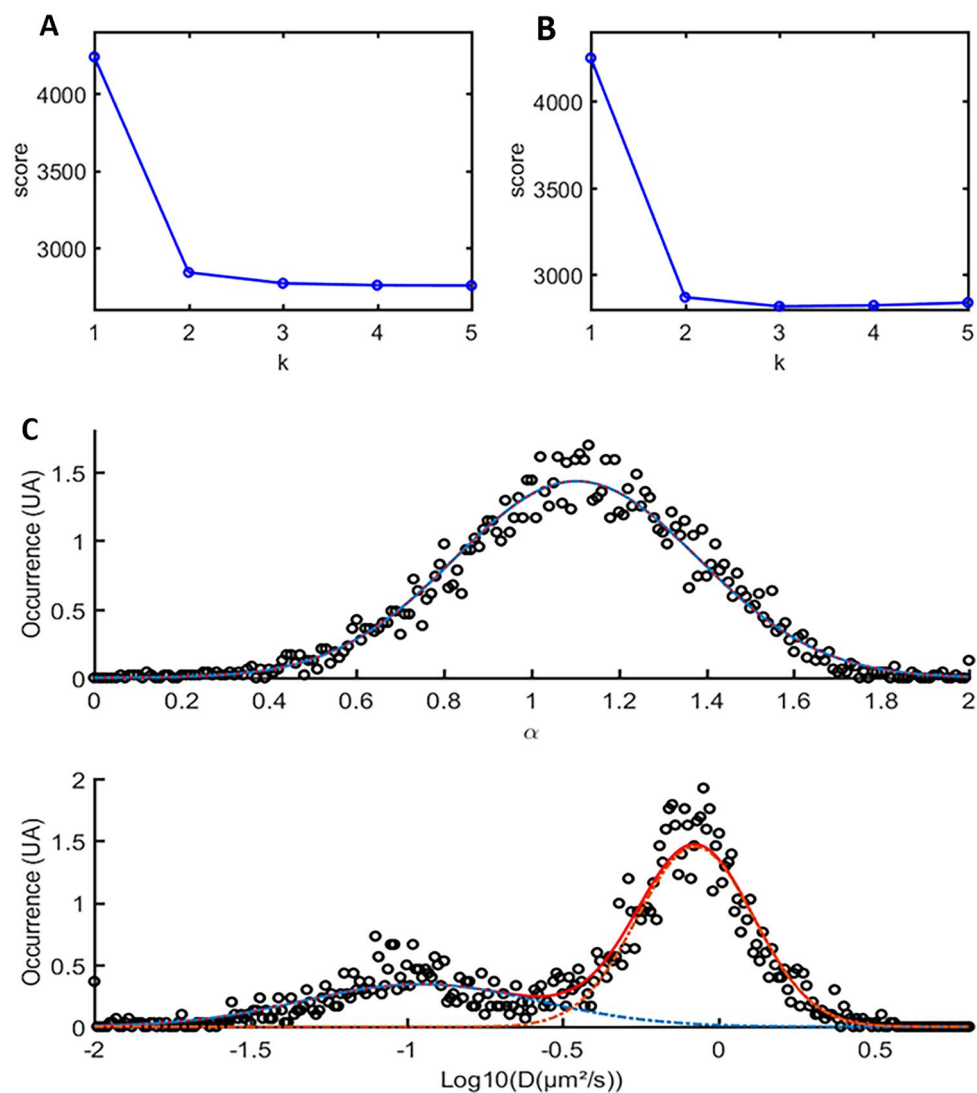 A
B
4000
3500
3000
score
1 2 3 4 5
k
4000
3500
3000
score
1 2 3 4 5
k
C
1.5
1
0.5
0
Occurrence (UA)
0 0.2 0.4 0.6 0.8 1 1.2 1.4 1.6 1.8 2
α
2
1.5
1
0.5
0
Occurrence (UA)
-2 -1.5 -1 -0.5 0 0.5
Log10(D(µm²/s))